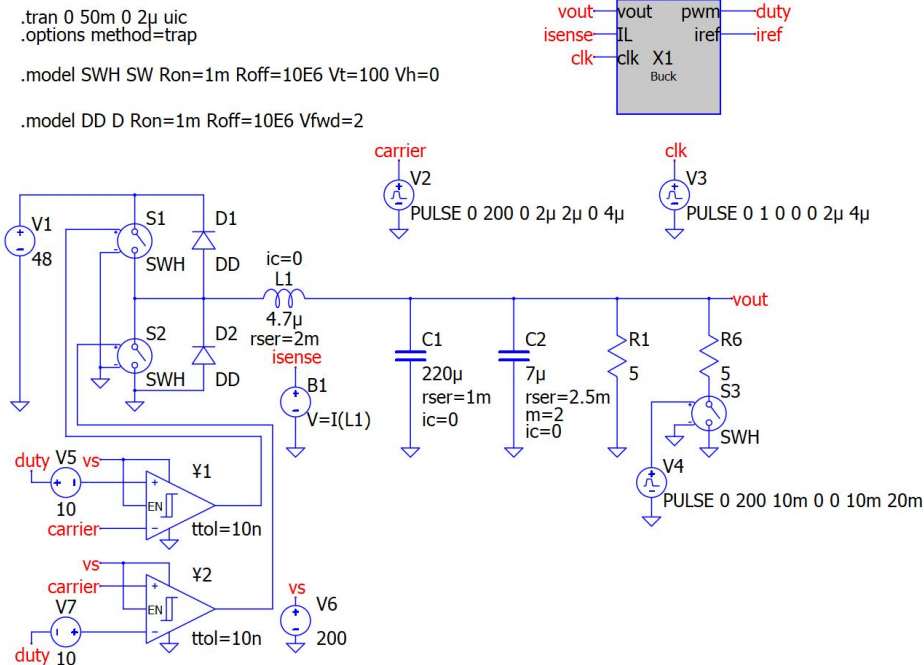 .tran 0 50m 0 2µ uic
.options method=trap
.model SWH SW Ron=1m Roff=10E6 Vt=100 Vh=0
.model DD D Ron=1m Roff=10E6 Vfwd=2
vout vout pwm duty
isense IL iref iref
clk clk X1
Buck
carrier
V2
PULSE 0 200 0 2µ 2µ 0 4µ
clk
V3
PULSE 0 1 0 0 0 2µ 4µ
V1
48
S1
SWH
D1
DD
S2
SWH
D2
DD
ic=0
L1
4.7µ
rser=2m
isense
B1
V=I(L1)
vout
C1
220µ
rser=1m
ic=0
C2
7µ
rser=2.5m
m=2
ic=0
R1
5
R6
5
S3
SWH
V4
PULSE 0 200 10m 0 0 10m 20m
duty V5 vs
10
carrier
EN
¥1
ttol=10n
vs
carrier
V7
duty 10
EN
¥2
ttol=10n
vs
V6
200